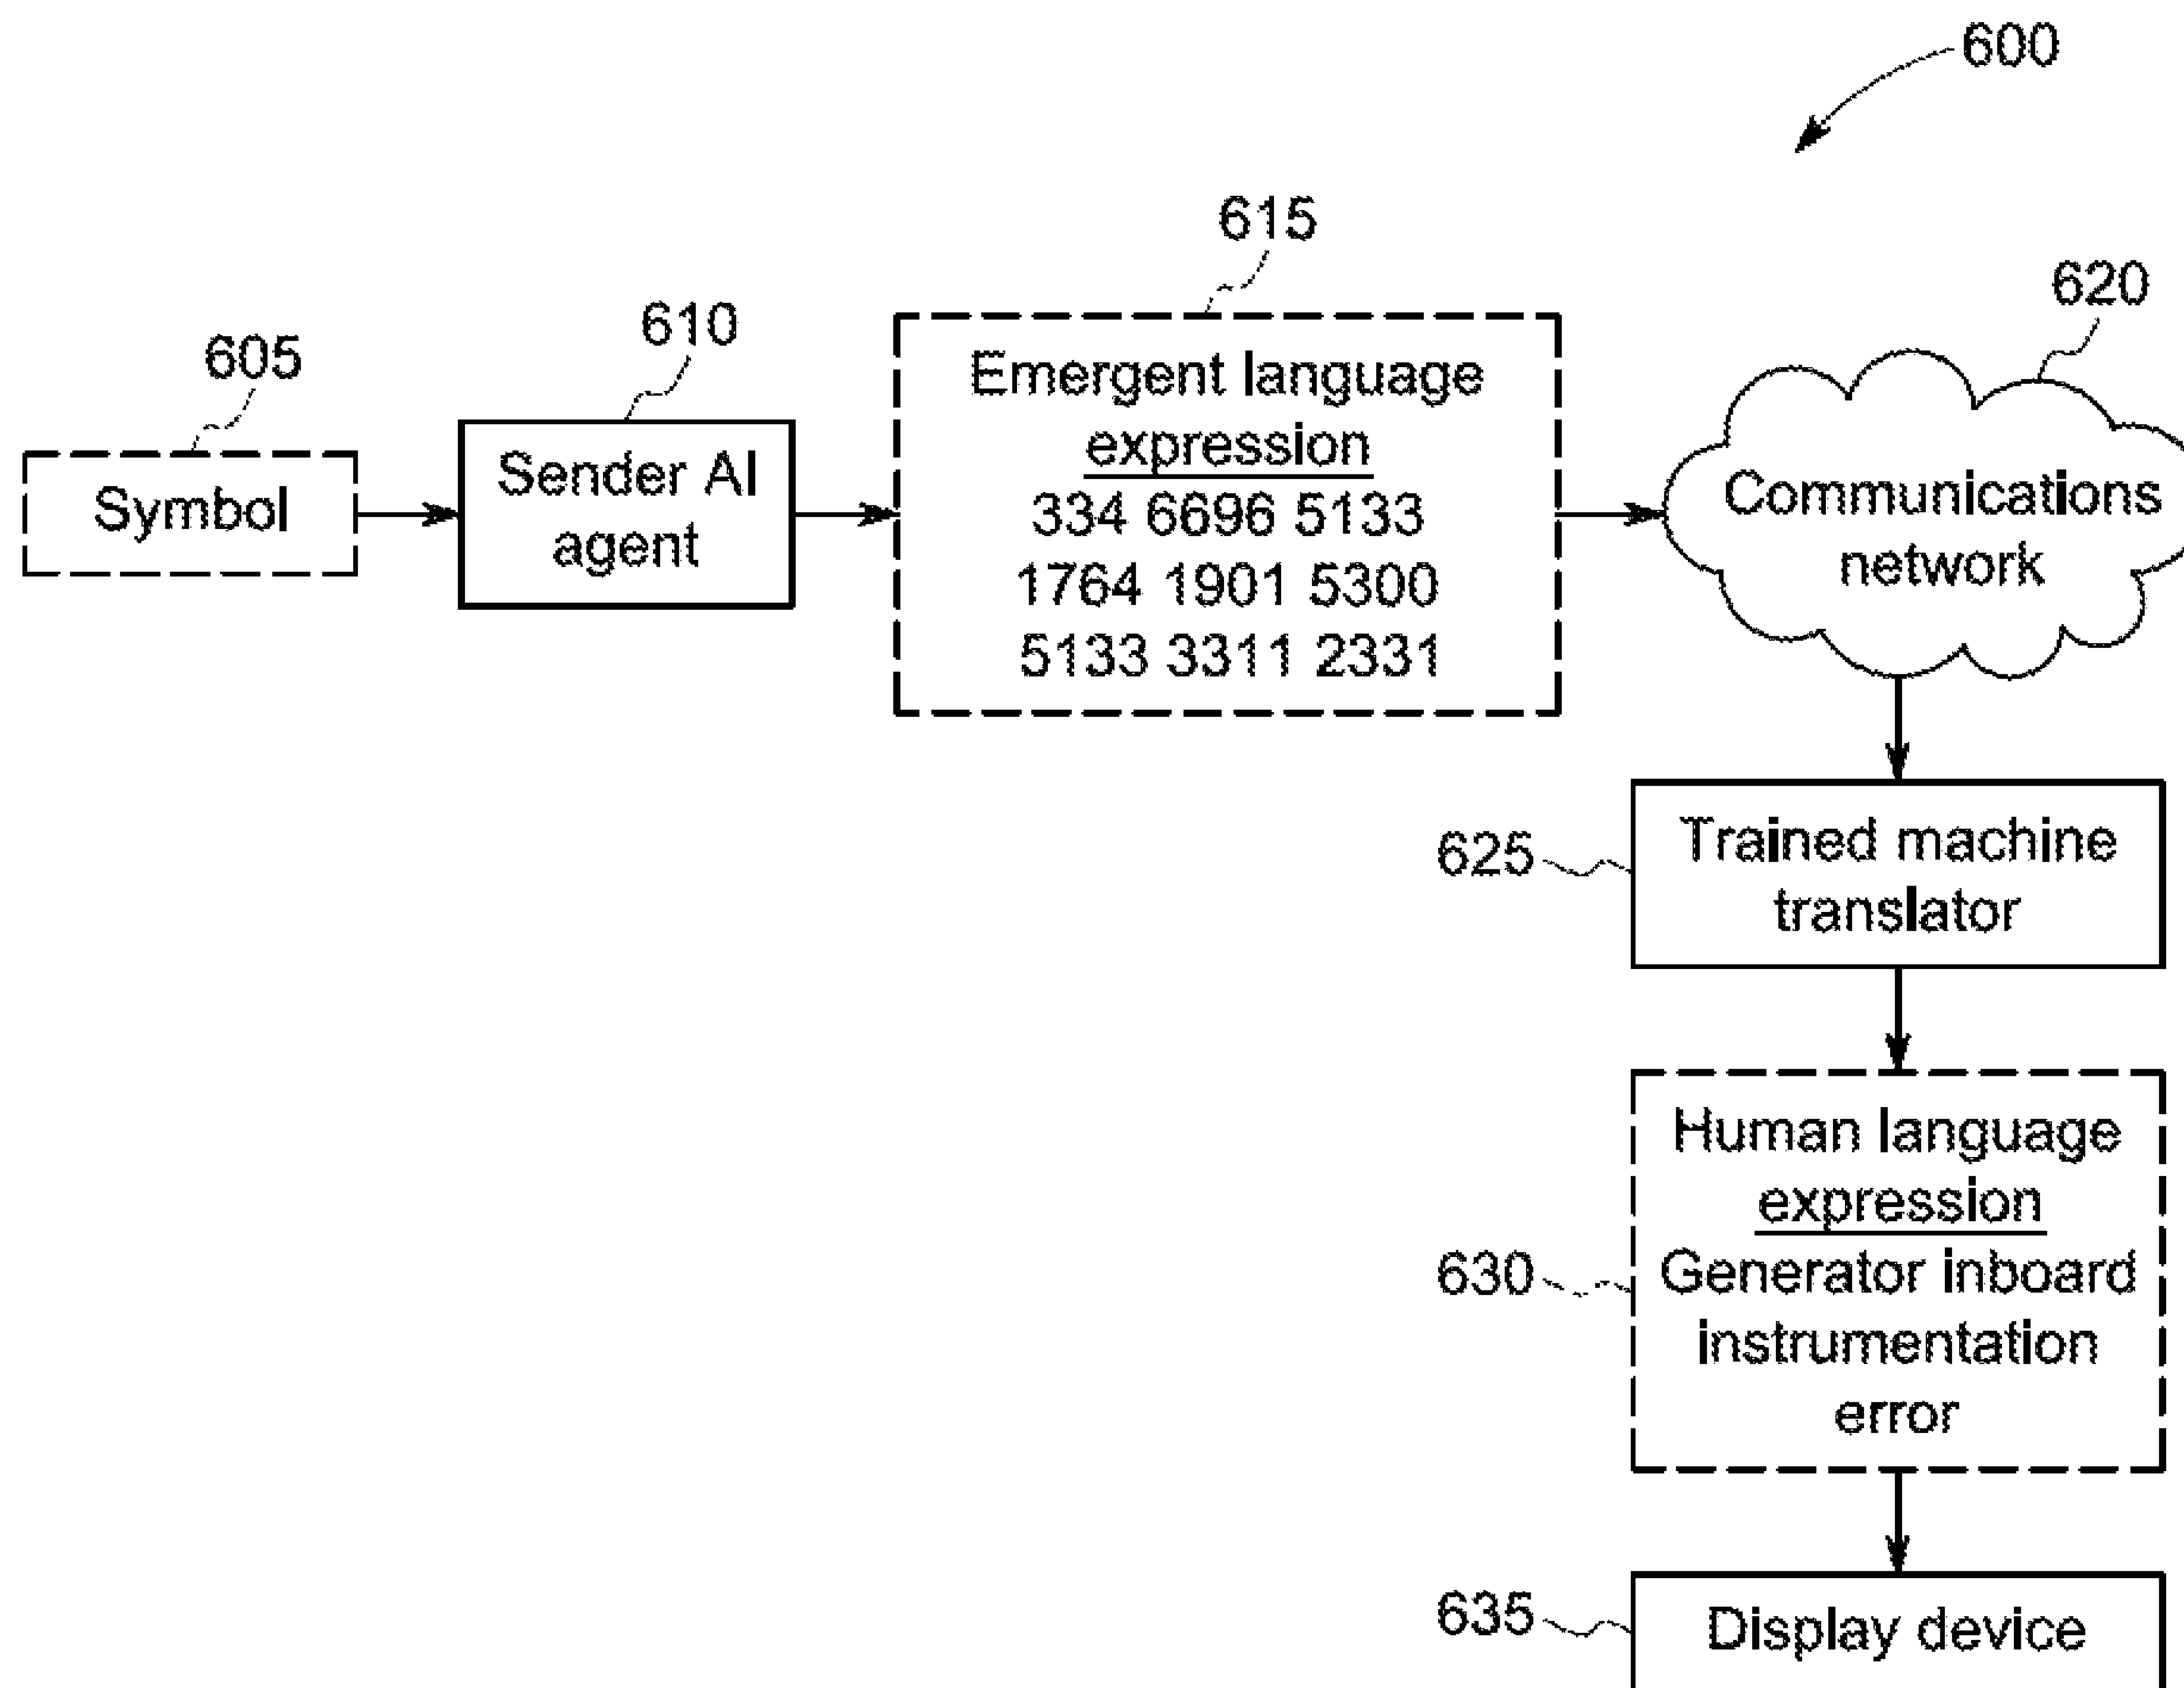 600
615
620
610
605
Emergent language
expression
334 6696 5133
1764 1901 5300
5133 3311 2331
Sender AI
agent
Symbol
Communications
network
625
Trained machine
translator
Human language
expression
630
Generator inboard
instrumentation
error
635
Display device